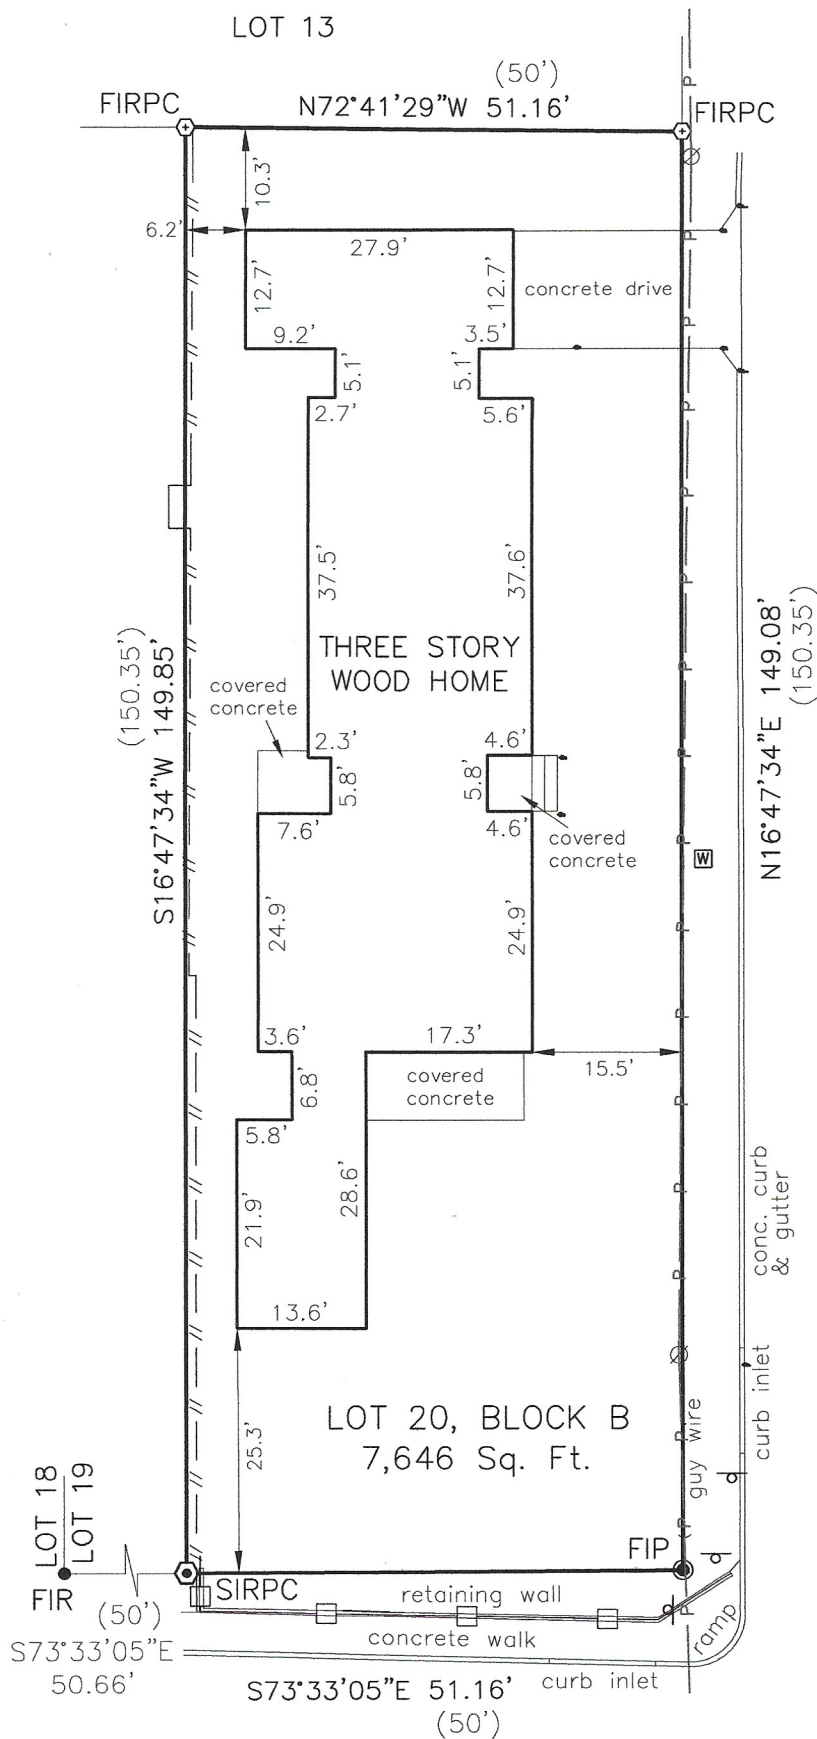 LOT 13
(50')
N72°41'29"W 51.16'
FIRPC
FIRPC
P
10.3'
6.2'
27.9'
P
12.7'
12.7'
concrete drive
P
9.2'
3.5'
5.1'
5.1'
2.7'
5.6'
P
P
37.5'
37.6'
P
THREE STORY
WOOD HOME
P
(150.35')
S16°47'34"W 149.85'
N16°47'34"E 149.08'
(150.35')
covered
concrete
2.3'
4.6'
P
5.8'
5.8'
7.6'
4.6'
covered
concrete
P
W
24.9'
24.9'
P
P
3.6'
17.3'
15.5'
6.8'
covered
concrete
P
5.8'
21.9'
28.6'
P
conc. curb
& gutter
P
13.6'
25.3'
curb inlet
LOT 20, BLOCK B
7,646 Sq. Ft.
P
guy wire
LOT 18
LOT 19
P
FIP
FIR
SIRPC
(50')
retaining wall
P
ramp
S73°33'05"E
50.66'
concrete walk
S73°33'05"E 51.16'
curb inlet
(50')